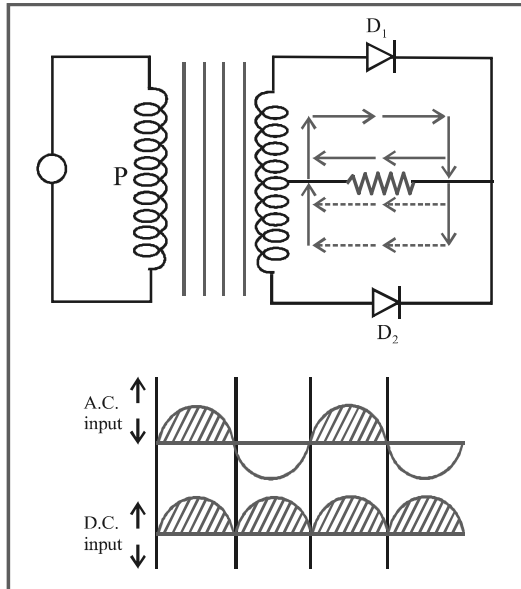 D₁
P
D₂
A.C.
input
D.C.
input